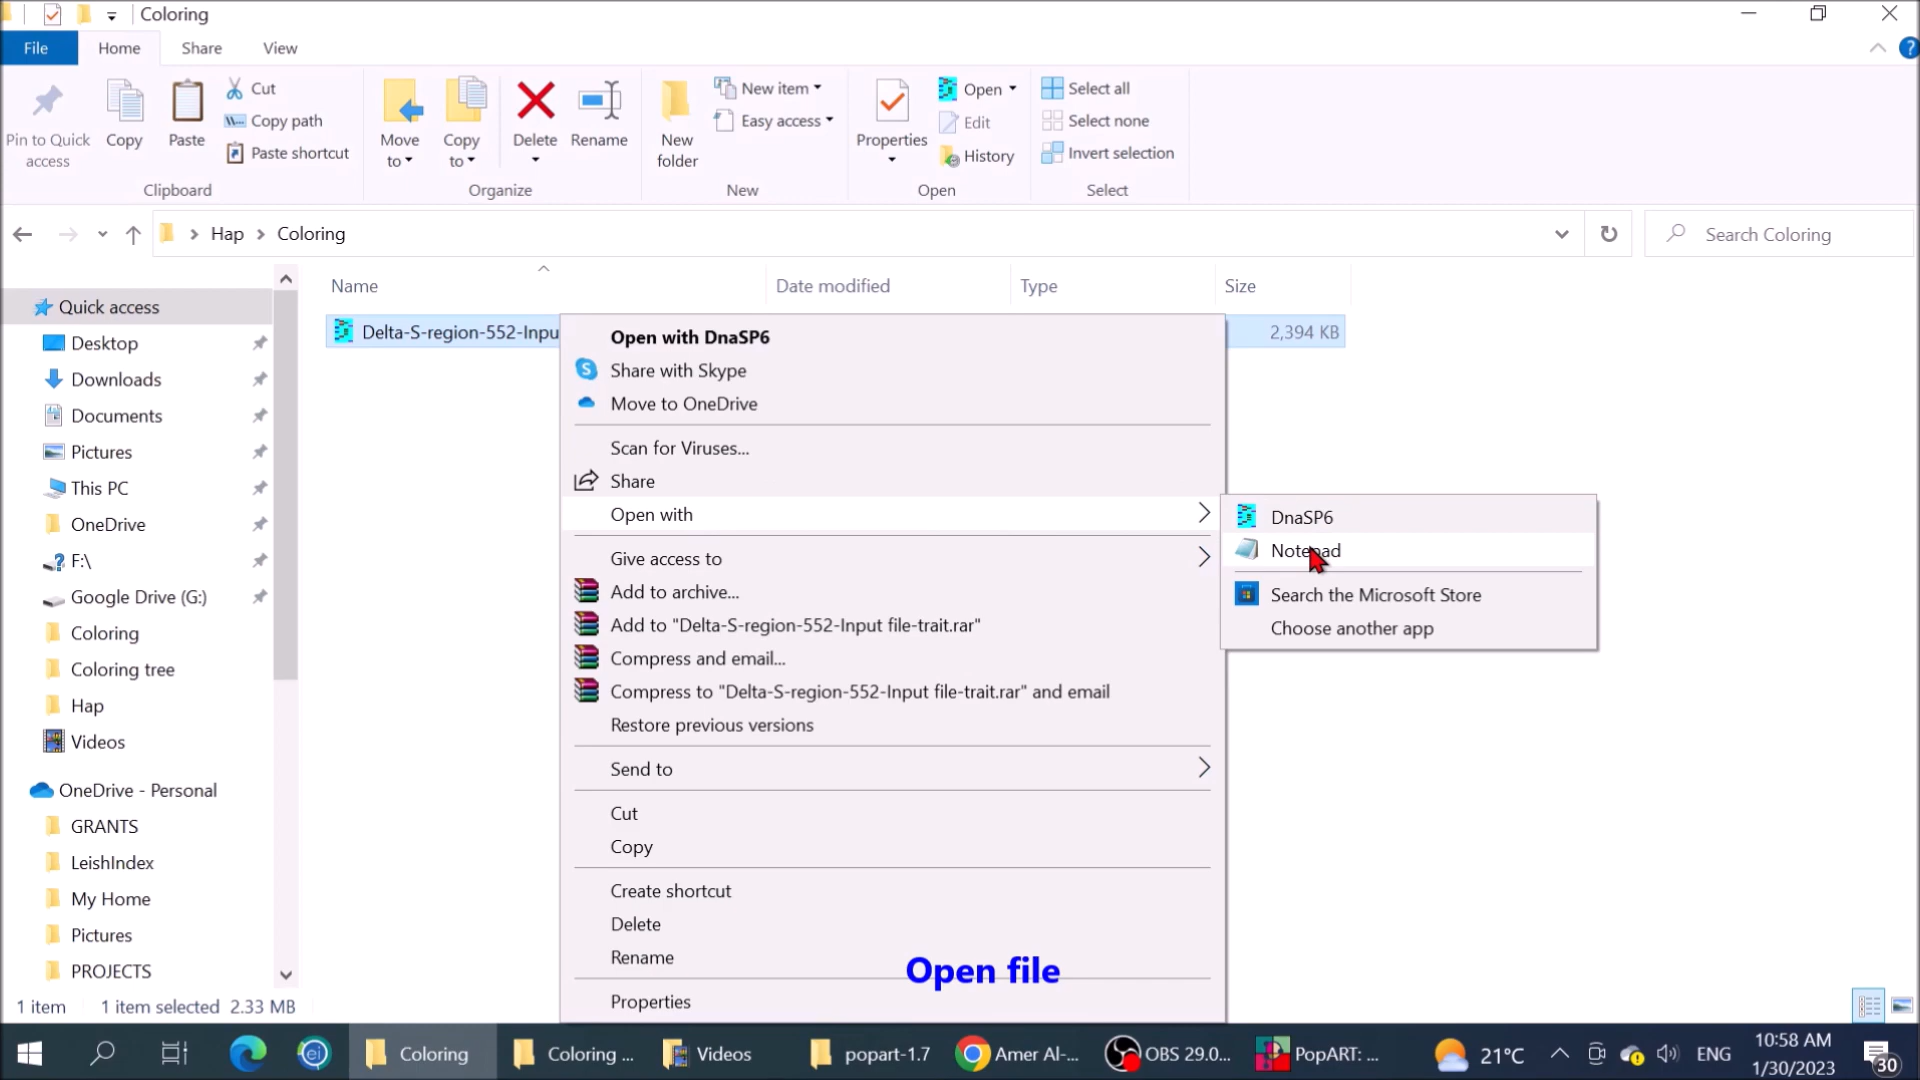 Coloring
File
Home
Share
View
Pin to Quick access
Copy
Paste
Cut
Copy path
Paste shortcut
Clipboard
Move to
Copy to
Delete
Rename
Organize
New folder
New item
Easy access
New
Properties
Open
Edit
History
Open
Select all
Select none
Invert selection
Select
Hap
Coloring
Search Coloring
Name
Date modified
Type
Size
Delta-S-region-552-Inpu
2,394 KB
Quick access
Desktop
Downloads
Documents
Pictures
This PC
OneDrive
F:\
Google Drive (G:)
Coloring
Coloring tree
Hap
Videos
OneDrive - Personal
GRANTS
LeishIndex
My Home
Pictures
PROJECTS
Open with DnaSP6
Share with Skype
Move to OneDrive
Scan for Viruses...
Share
Open with
Give access to
Add to archive...
Add to "Delta-S-region-552-Input file-trait.rar"
Compress and email...
Compress to "Delta-S-region-552-Input file-trait.rar" and email
Restore previous versions
Send to
Cut
Copy
Create shortcut
Delete
Rename
Properties
DnaSP6
Notepad
Search the Microsoft Store
Choose another app
Open file
1 item
1 item selected 2.33 MB
Coloring
Coloring ...
Videos
popart-1.7
Amer Al-...
OBS 29.0...
PopART: ...
21°C
ENG
10:58 AM
1/30/2023
30